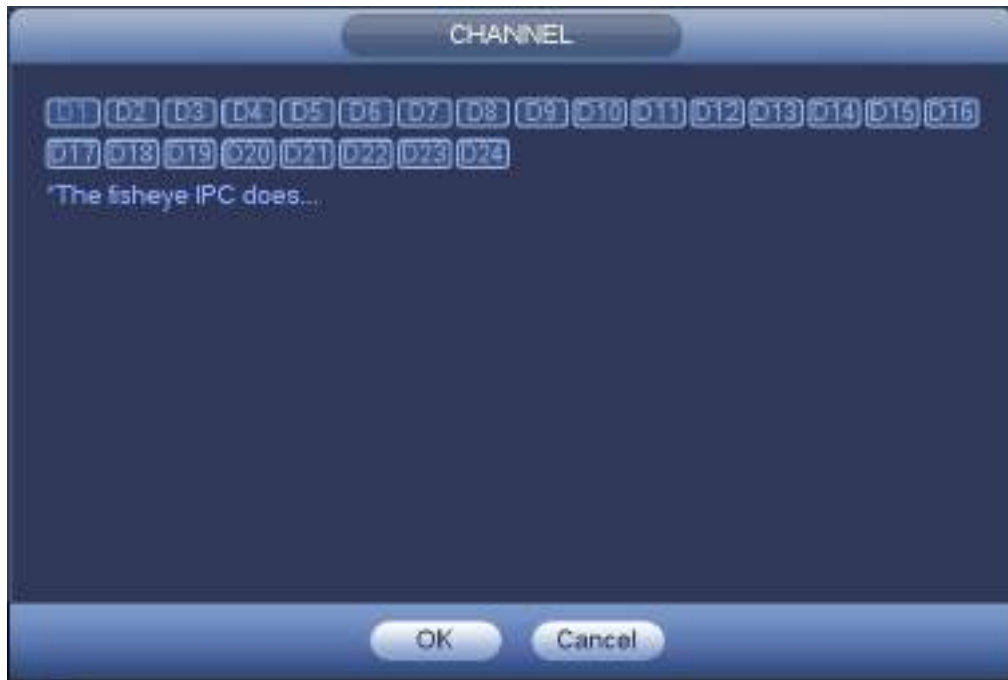 CHANNEL
D1 D2 D3 D4 D5 D6 D7 D8 D9 D10 D11 D12 D13 D14 D15 D16
D17 D18 D19 D20 D21 D22 D23 D24
*The fisheye IPC does...
OK Cancel